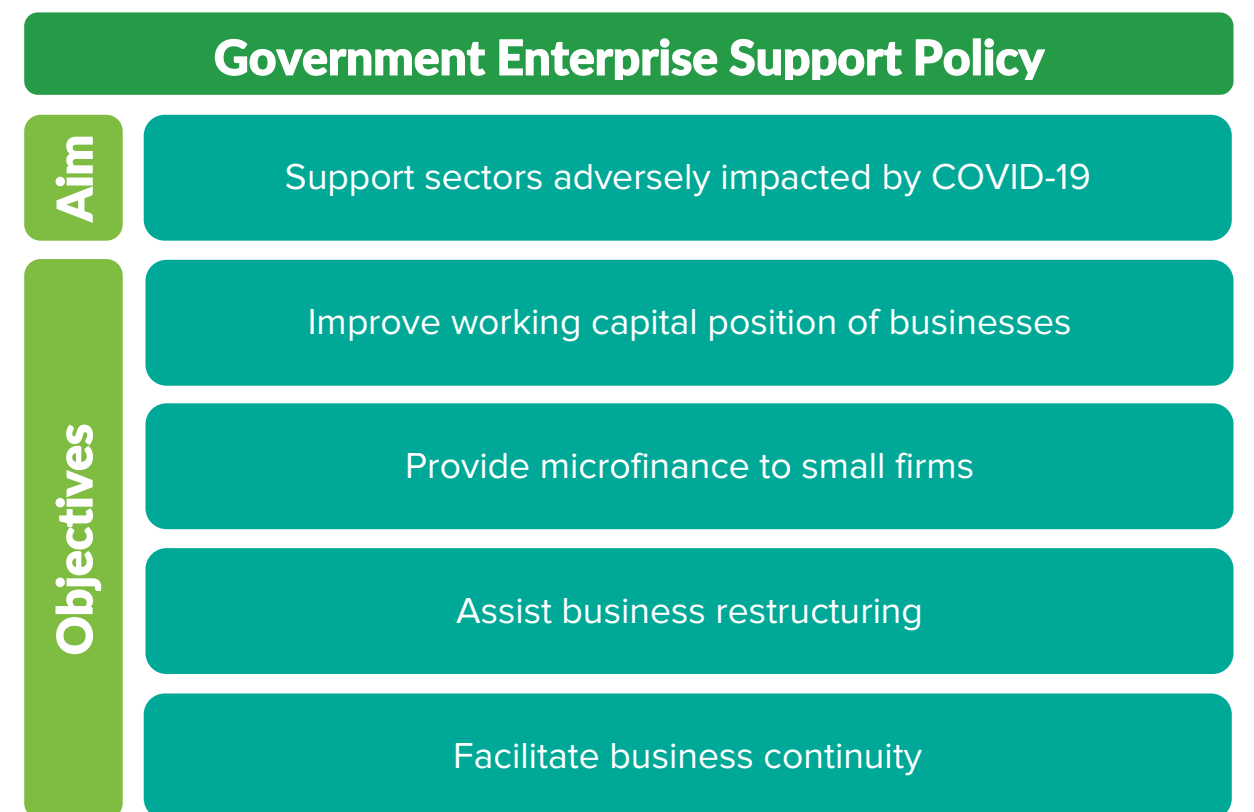 Government Enterprise Support Policy
Aim
Support sectors adversely impacted by COVID-19
Objectives
Improve working capital position of businesses
Provide microfinance to small firms
Assist business restructuring
Facilitate business continuity